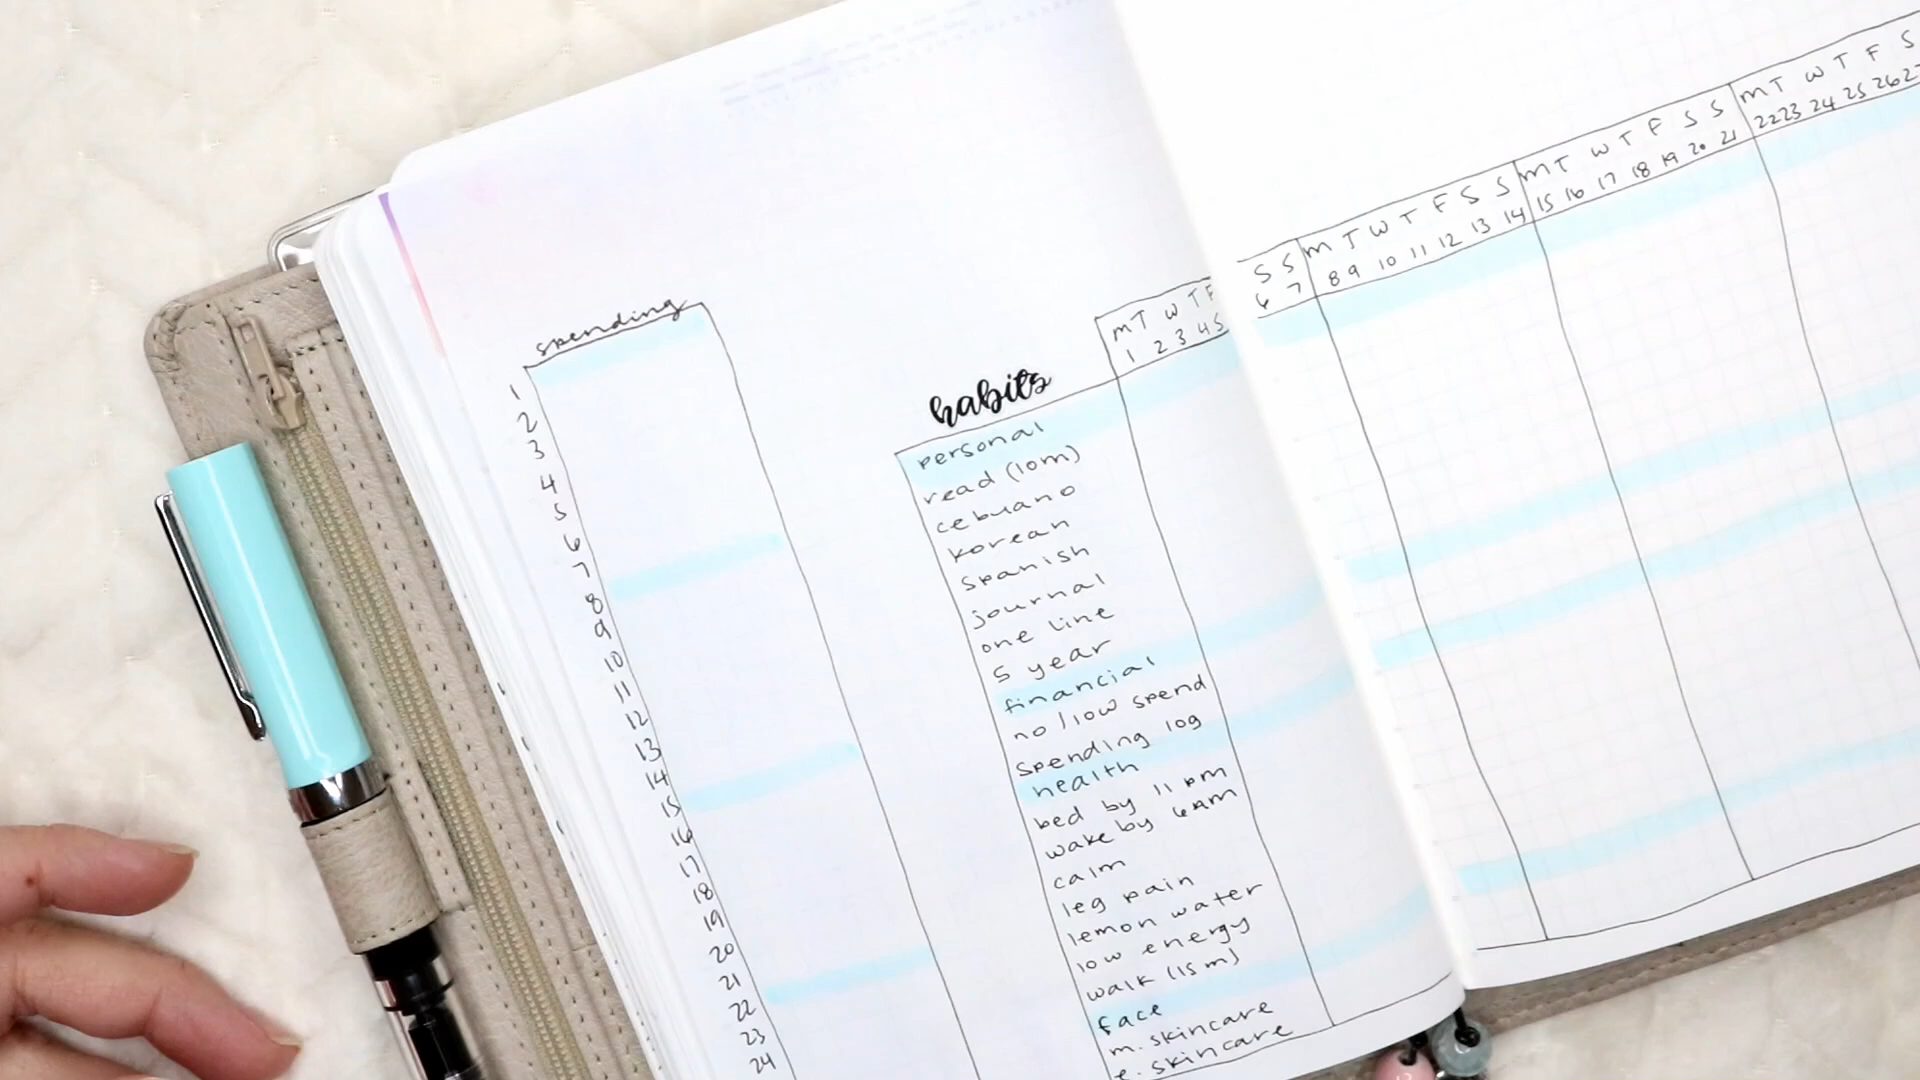 spending
1
2
3
4
5
6
7
8
9
10
11
12
13
14
15
16
17
18
19
20
21
22
23
24
habits
M T W T F S S M T W T F S S M T W T F S S M T W T F S
1 2 3 4 5 6 7 8 9 10 11 12 13 14 15 16 17 18 19 20 21 22 23 24 25 26 27
personal
read (10m)
cebuano
korean
spanish
journal
one line
5 year
financial
no/low spend
spending log
health
bed by 11 pm
wake by 6am
calm
leg pain
lemon water
low energy
walk (15m)
face
m. skincare
e. skincare